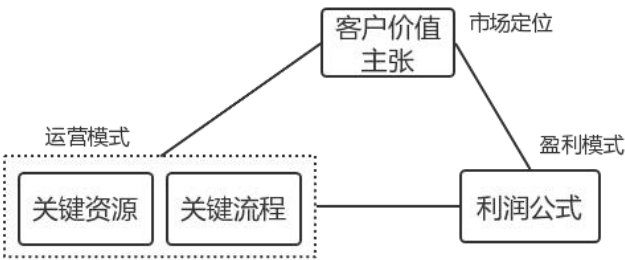 客户价值
主张
市场定位
运营模式
盈利模式
关键资源
关键流程
利润公式